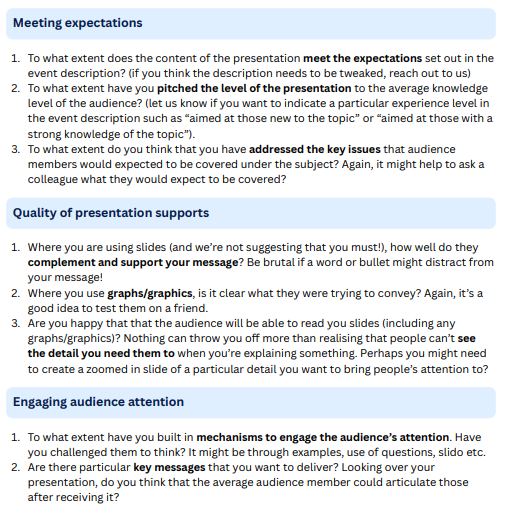 Meeting expectations
1. To what extent does the content of the presentation meet the expectations set out in the
event description? (if you think the description needs to be tweaked, reach out to us)
2. To what extent have you pitched the level of the presentation to the average knowledge
level of the audience? (let us know if you want to indicate a particular experience level in
the event description such as “aimed at those new to the topic” or “aimed at those with a
strong knowledge of the topic”).
3. To what extent do you think that you have addressed the key issues that audience
members would expected to be covered under the subject? Again, it might help to ask a
colleague what they would expect to be covered?
Quality of presentation supports
1. Where you are using slides (and we’re not suggesting that you must!), how well do they
complement and support your message? Be brutal if a word or bullet might distract from
your message!
2. Where you use graphs/graphics, is it clear what they were trying to convey? Again, it’s a
good idea to test them on a friend.
3. Are you happy that that the audience will be able to read you slides (including any
graphs/graphics)? Nothing can throw you off more than realising that people can’t see
the detail you need them to when you’re explaining something. Perhaps you might need
to create a zoomed in slide of a particular detail you want to bring people’s attention to?
Engaging audience attention
1. To what extent have you built in mechanisms to engage the audience’s attention. Have
you challenged them to think? It might be through examples, use of questions, slido etc.
2. Are there particular key messages that you want to deliver? Looking over your
presentation, do you think that the average audience member could articulate those
after receiving it?